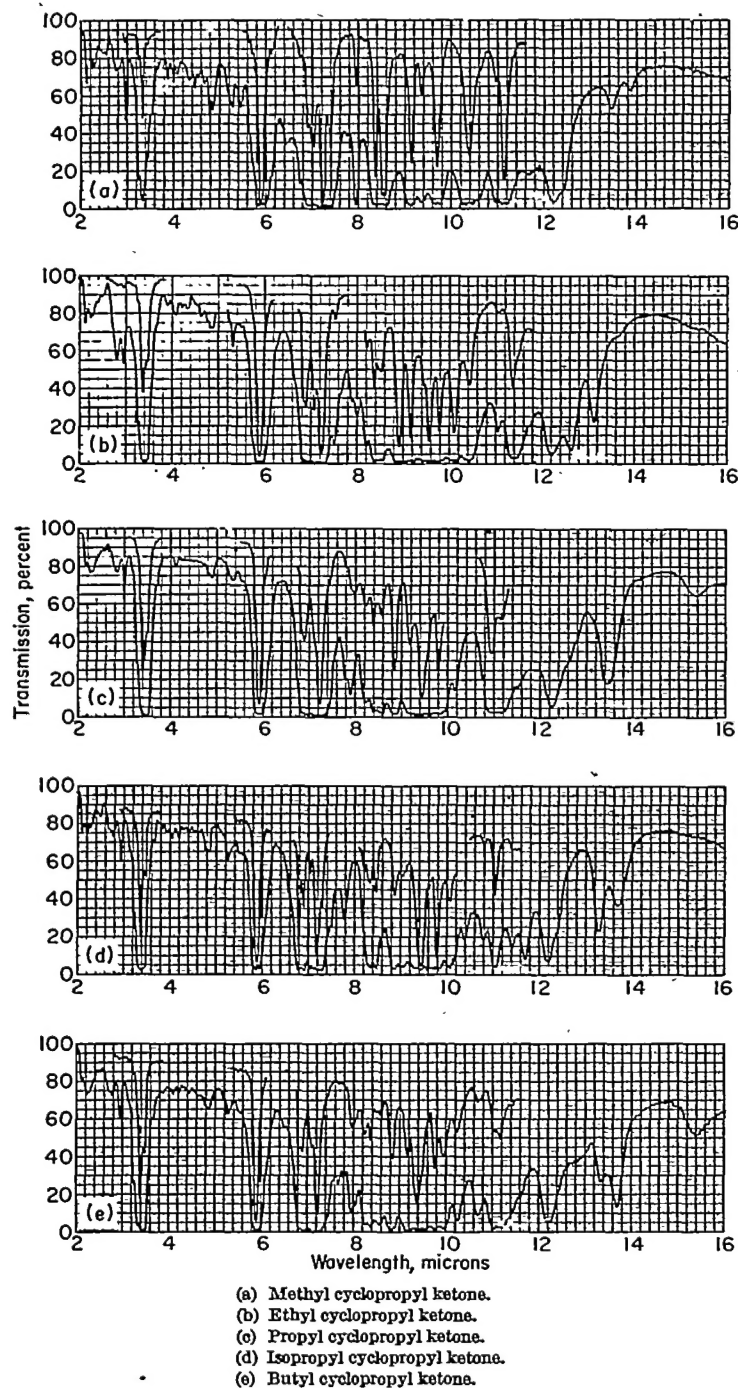 100
80
60
40
20
0
(a)
2 4 6 8 10 12 14 16
100
80
60
40
20
0
(b)
2 4 6 8 10 12 14 16
Transmission, percent
100
80
60
40
20
0
(c)
2 4 6 8 10 12 14 16
100
80
60
40
20
0
(d)
2 4 6 8 10 12 14 16
100
80
60
40
20
0
(e)
2 4 6 8 10 12 14 16
Wavelength, microns
(a) Methyl cyclopropyl ketone.
(b) Ethyl cyclopropyl ketone.
(c) Propyl cyclopropyl ketone.
(d) Isopropyl cyclopropyl ketone.
(e) Butyl cyclopropyl ketone.